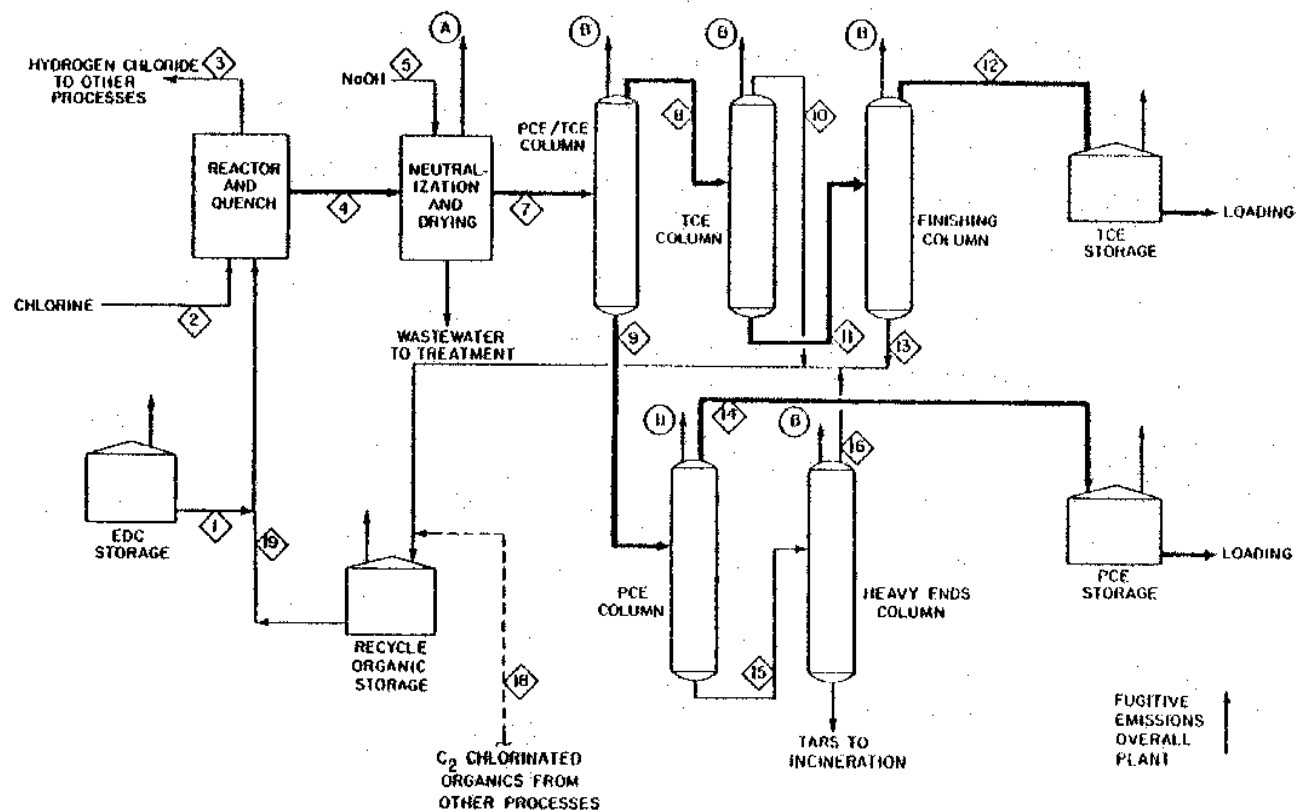 A
B
B
B
12
3
5
HYDROGEN CHLORIDE
TO OTHER
PROCESSES
NaOH
8
10
PCE/TCE
COLUMN
REACTOR
AND
QUENCH
NEUTRAL-
IZATION
AND
DRYING
4
7
TCE
COLUMN
FINISHING
COLUMN
LOADING
TCE
STORAGE
CHLORINE
2
WASTEWATER
TO TREATMENT
9
11
13
14
B
B
16
1
EDC
STORAGE
19
LOADING
PCE
STORAGE
PCE
COLUMN
HEAVY ENDS
COLUMN
RECYCLE
ORGANIC
STORAGE
18
15
C2 CHLORINATED
ORGANICS FROM
OTHER PROCESSES
TARS TO
INCINERATION
FUGITIVE
EMISSIONS
OVERALL
PLANT